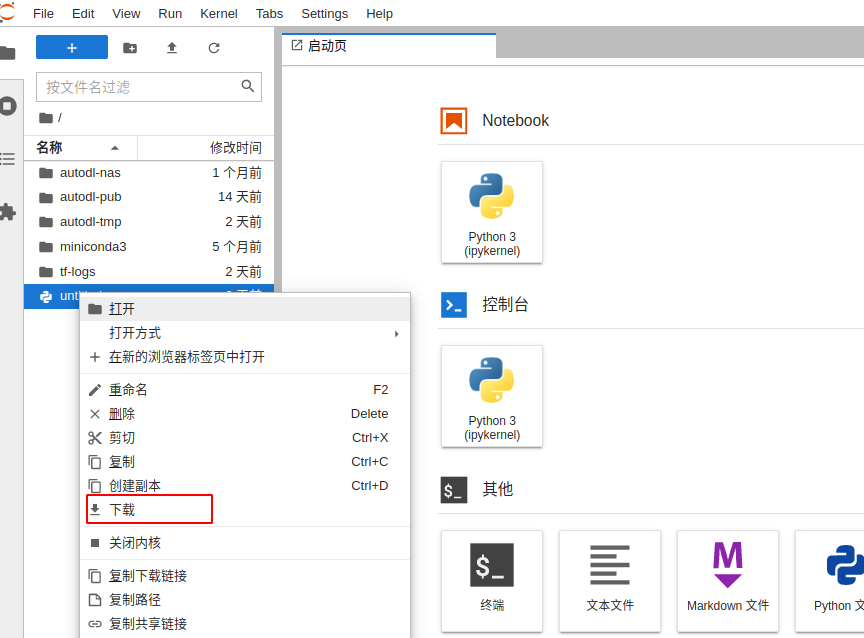 File Edit View Run Kernel Tabs Settings Help
启动页
按文件名过滤
/
名称 修改时间
autodl-nas 1 个月前
autodl-pub 14 天前
autodl-tmp 2 天前
miniconda3 5 个月前
tf-logs 2 天前
打开
打开方式
在新的浏览器标签页中打开
重命名 F2
删除 Delete
剪切 Ctrl+X
复制 Ctrl+C
创建副本 Ctrl+D
下载
关闭内核
复制下载链接
复制路径
复制共享链接
Notebook
Python 3
(ipykernel)
控制台
Python 3
(ipykernel)
$_ 其他
$_
终端
文本文件
M
Markdown 文件
Python